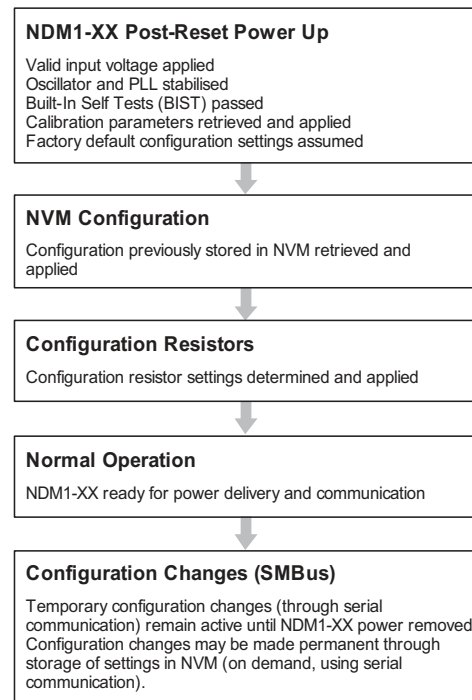 NDM1-XX Post-Reset Power Up
Valid input voltage applied
Oscillator and PLL stabilised
Built-In Self Tests (BIST) passed
Calibration parameters retrieved and applied
Factory default configuration settings assumed
NVM Configuration
Configuration previously stored in NVM retrieved and
applied
Configuration Resistors
Configuration resistor settings determined and applied
Normal Operation
NDM1-XX ready for power delivery and communication
Configuration Changes (SMBus)
Temporary configuration changes (through serial
communication) remain active until NDM1-XX power removed
Configuration changes may be made permanent through
storage of settings in NVM (on demand, using serial
communication).